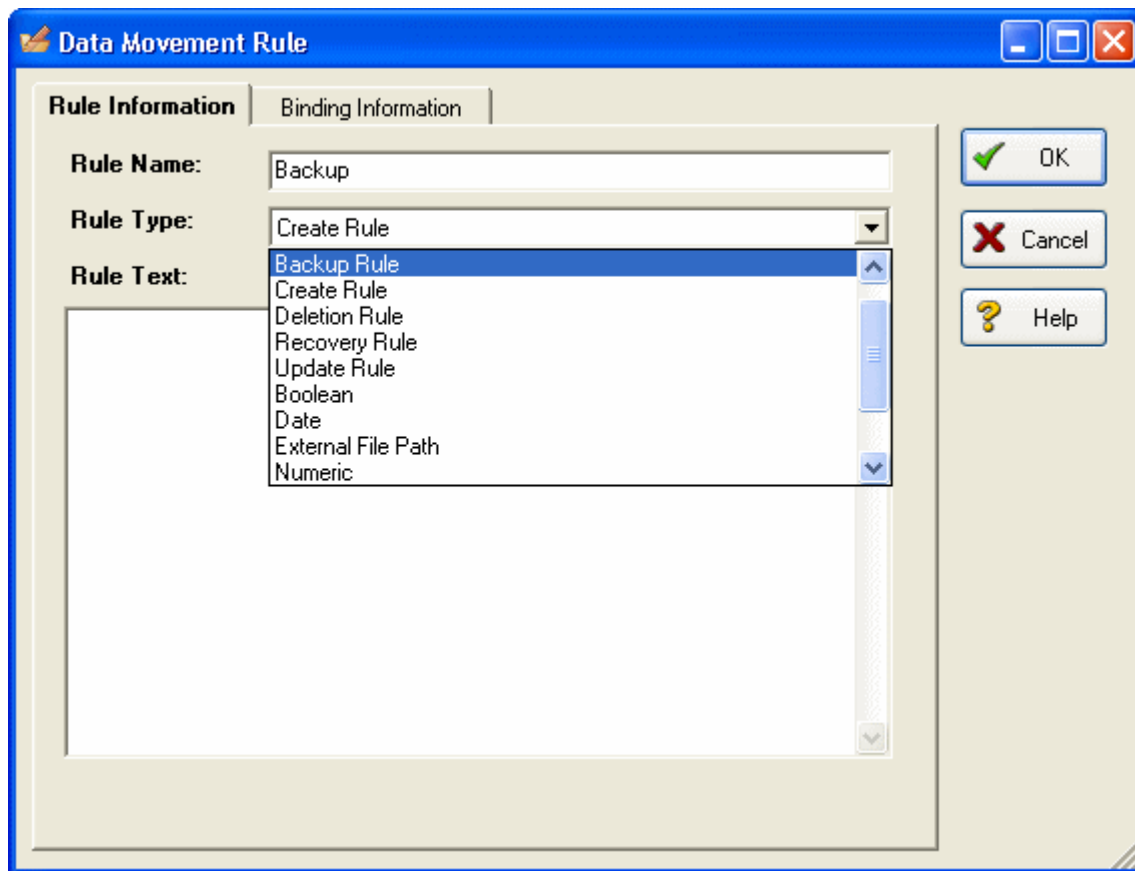 Data Movement Rule
Rule Information
Binding Information
Rule Name:
Backup
OK
Rule Type:
Create Rule
Cancel
Rule Text:
Backup Rule
Create Rule
Deletion Rule
Recovery Rule
Update Rule
Boolean
Date
External File Path
Numeric
Help